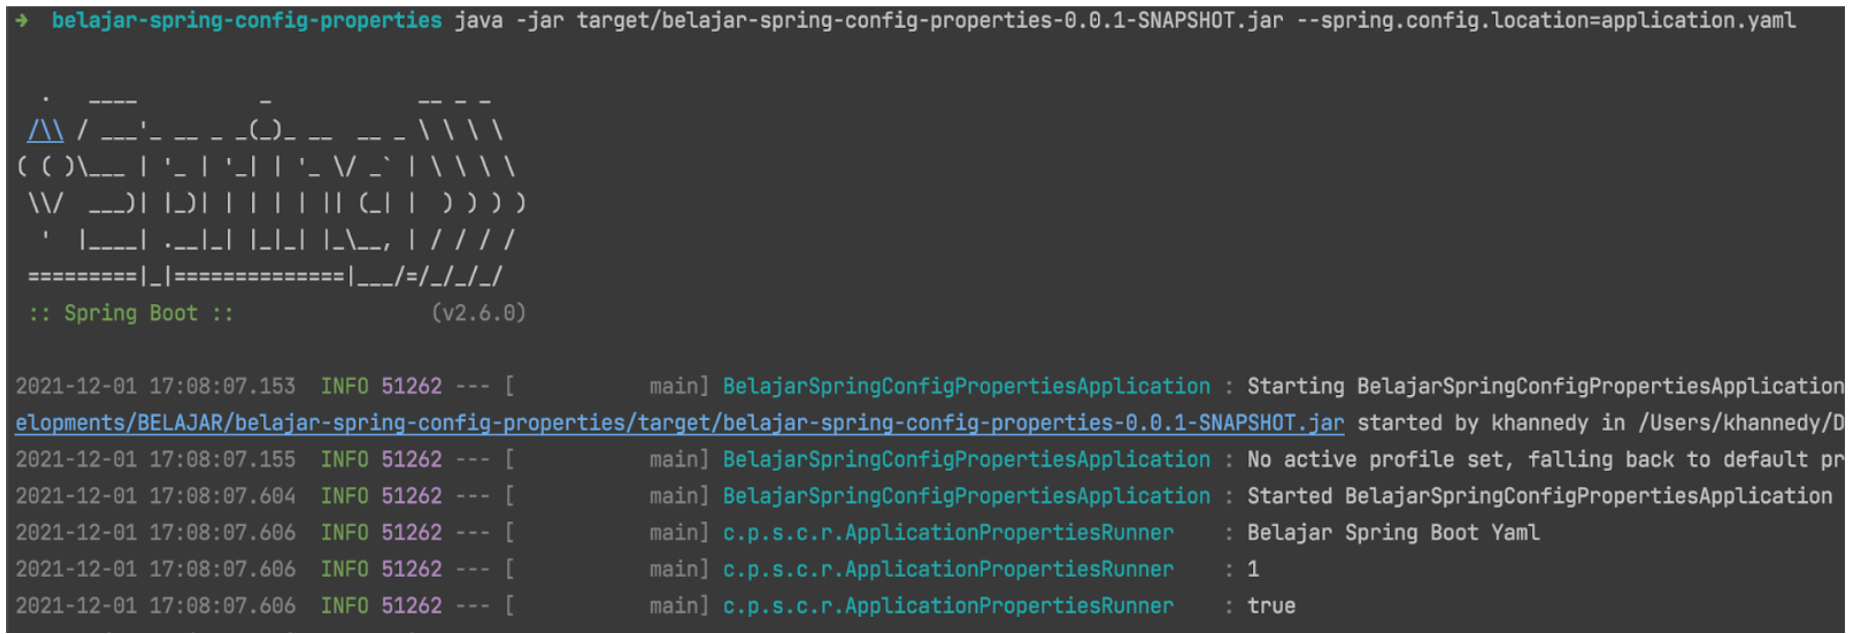 → belajar-spring-config-properties java -jar target/belajar-spring-config-properties-0.0.1-SNAPSHOT.jar --spring.config.location=application.yaml
  .   ____          _            __ _ _
 /\\ / ___'_ __ _ _(_)_ __  __ _ \ \ \ \
( ( )\___ | '_ | '_| | '_ \/ _` | \ \ \ \
 \\/  ___)| |_)| | | | | || (_| |  ) ) ) )
  '  |____| .__|_| |_|_| |_\__, | / / / /
 =========|_|==============|___/=/_/_/_/
:: Spring Boot :: (v2.6.0)
2021-12-01 17:08:07.153 INFO 51262 --- [ main] BelajarSpringConfigPropertiesApplication : Starting BelajarSpringConfigPropertiesApplication
elopments/BELAJAR/belajar-spring-config-properties/target/belajar-spring-config-properties-0.0.1-SNAPSHOT.jar started by khannedy in /Users/khannedy/D
2021-12-01 17:08:07.155 INFO 51262 --- [ main] BelajarSpringConfigPropertiesApplication : No active profile set, falling back to default pr
2021-12-01 17:08:07.604 INFO 51262 --- [ main] BelajarSpringConfigPropertiesApplication : Started BelajarSpringConfigPropertiesApplication
2021-12-01 17:08:07.606 INFO 51262 --- [ main] c.p.s.c.r.ApplicationPropertiesRunner : Belajar Spring Boot Yaml
2021-12-01 17:08:07.606 INFO 51262 --- [ main] c.p.s.c.r.ApplicationPropertiesRunner : 1
2021-12-01 17:08:07.606 INFO 51262 --- [ main] c.p.s.c.r.ApplicationPropertiesRunner : true